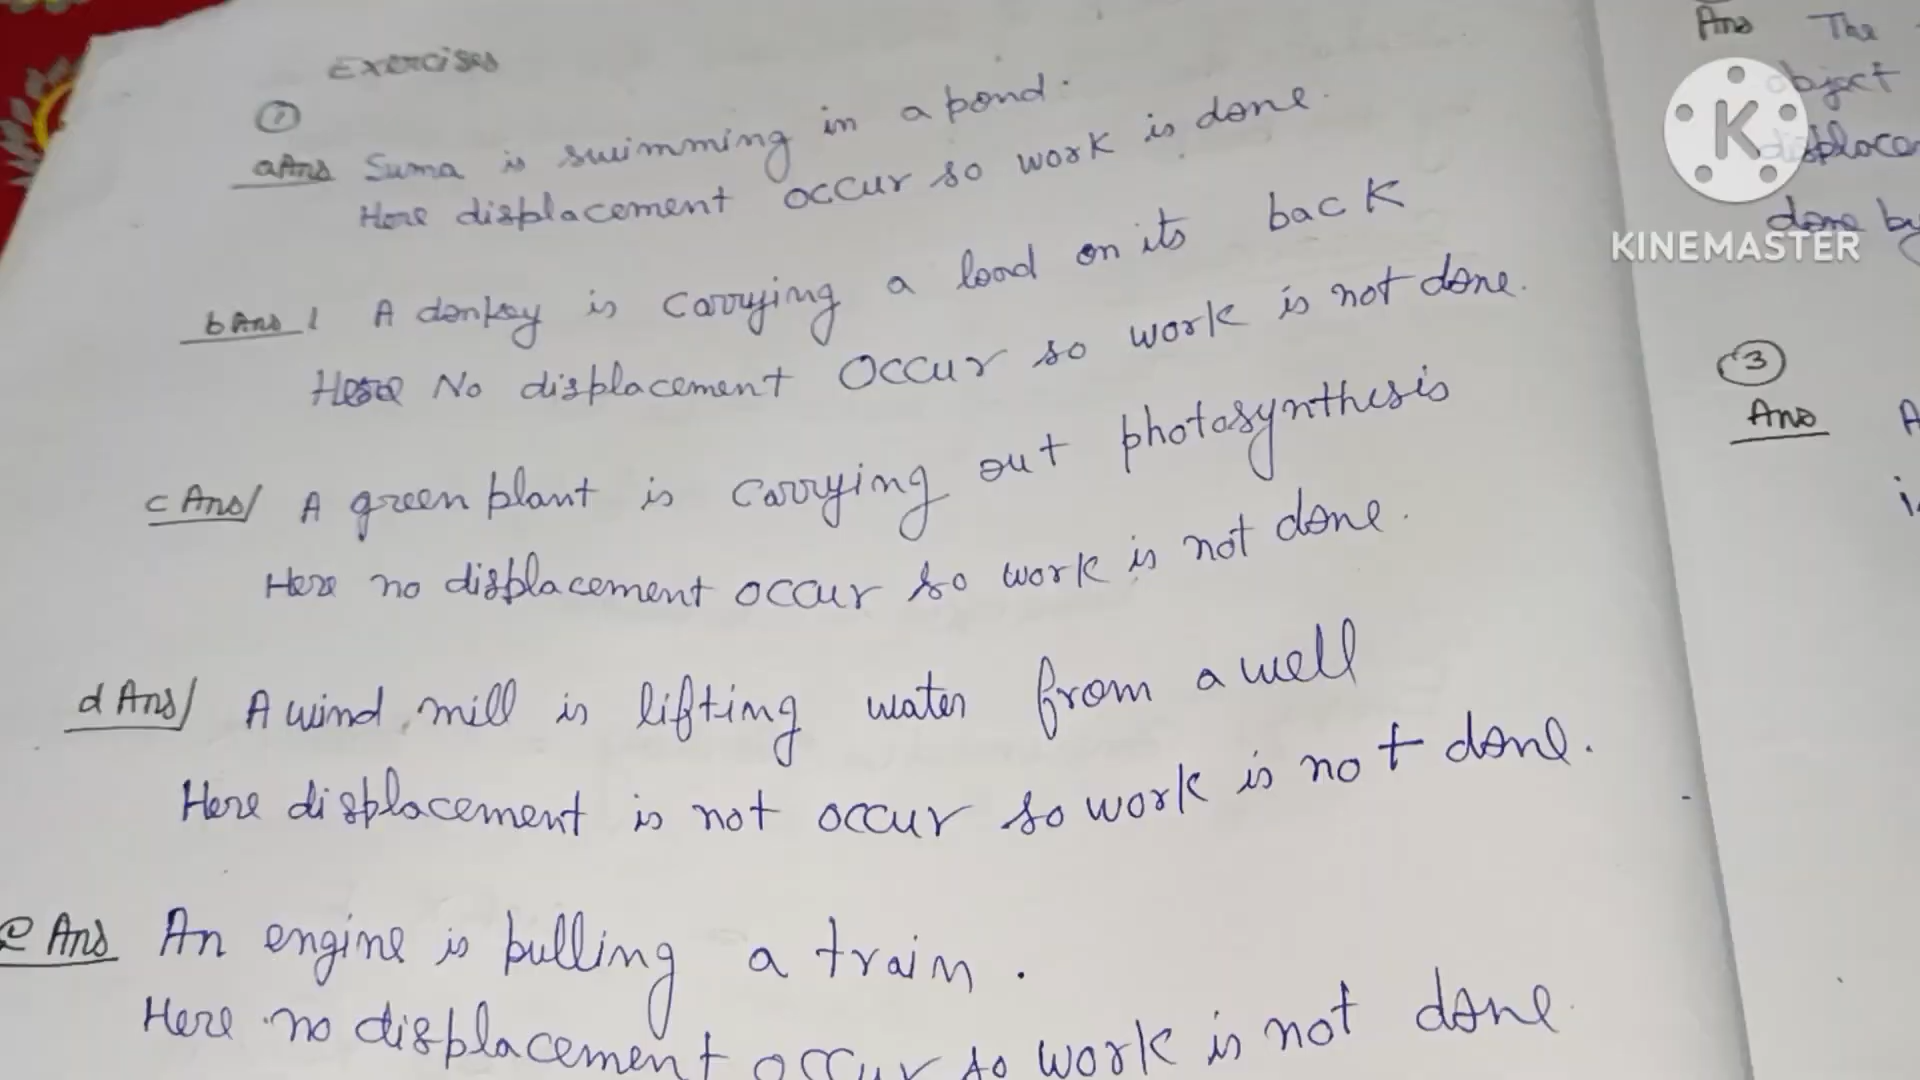 Exercises
①
a Ans Suma is swimming in a pond.
Here displacement occur so work is done.
b Ans / A donkey is carrying a load on its back
Here No displacement occur so work is not done.
c Ans/ A green plant is carrying out photosynthesis
Here no displacement occur so work is not done.
d Ans/ A wind mill is lifting water from a well
Here displacement is not occur so work is not done.
e Ans An engine is pulling a train.
Here no displacement occur so work is not done
Ans The
object
displacem
done by
③
Ans A
KINEMASTER